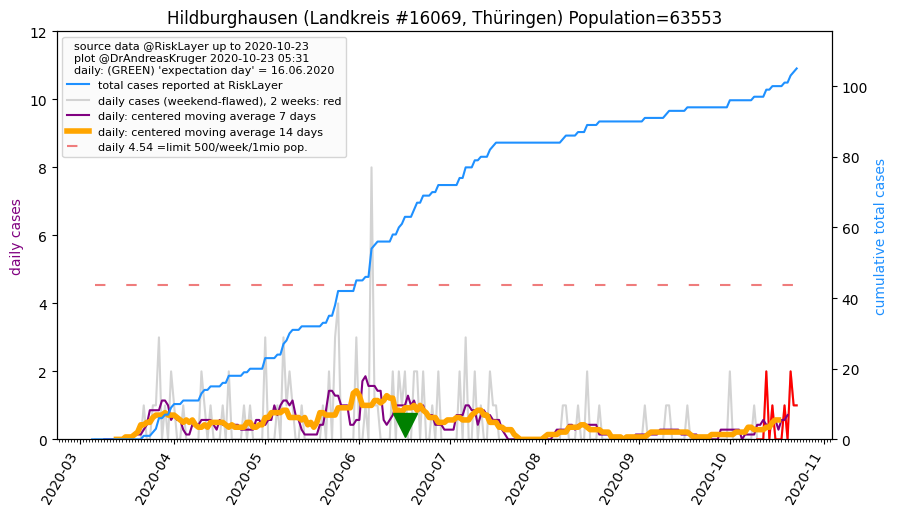 Hildburghausen (Landkreis #16069, Thüringen) Population=63553
source data @RiskLayer up to 2020-10-23
plot @DrAndreasKruger 2020-10-23 05:31
daily: (GREEN) 'expectation day' = 16.06.2020
total cases reported at RiskLayer
daily cases (weekend-flawed), 2 weeks: red
daily: centered moving average 7 days
daily: centered moving average 14 days
daily 4.54 =limit 500/week/1mio pop.
daily cases
12
10
8
6
4
2
0
cumulative total cases
100
80
60
40
20
0
2020-03
2020-04
2020-05
2020-06
2020-07
2020-08
2020-09
2020-10
2020-11